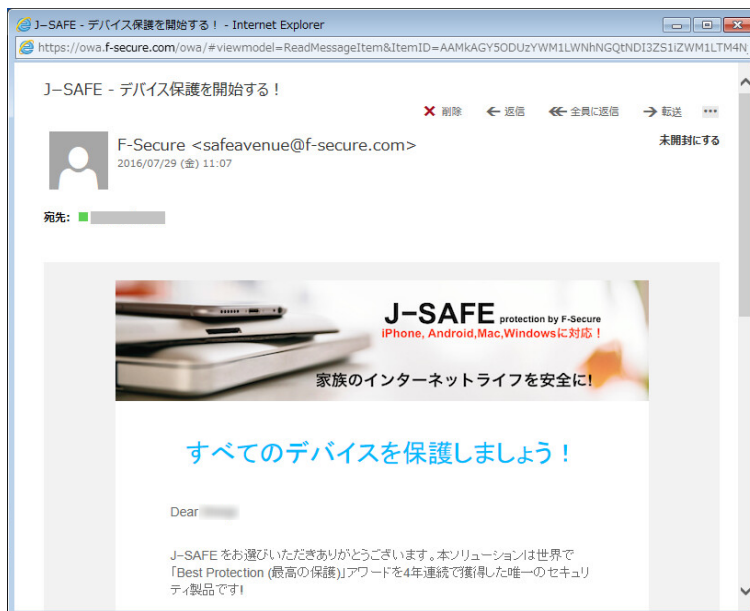 J-SAFE - デバイス保護を開始する！ - Internet Explorer
https://owa.f-secure.com/owa/#viewmodel=ReadMessageItem&ItemID=AAMkAGY5ODUzYWM1LWNhNGQtNDI3ZS1iZWM1LTM4N
J-SAFE - デバイス保護を開始する！
削除 返信 全員に返信 転送 ···
F-Secure <safeavenue@f-secure.com>
未開封にする
2016/07/29 (金) 11:07
宛先:
J-SAFE protection by F-Secure
iPhone, Android,Mac,Windowsに対応！
家族のインターネットライフを安全に!
すべてのデバイスを保護しましょう！
Dear
J-SAFE をお選びいただきありがとうございます。本ソリューションは世界で
「Best Protection (最高の保護)」アワードを4年連続で獲得した唯一のセキュリ
ティ製品です!